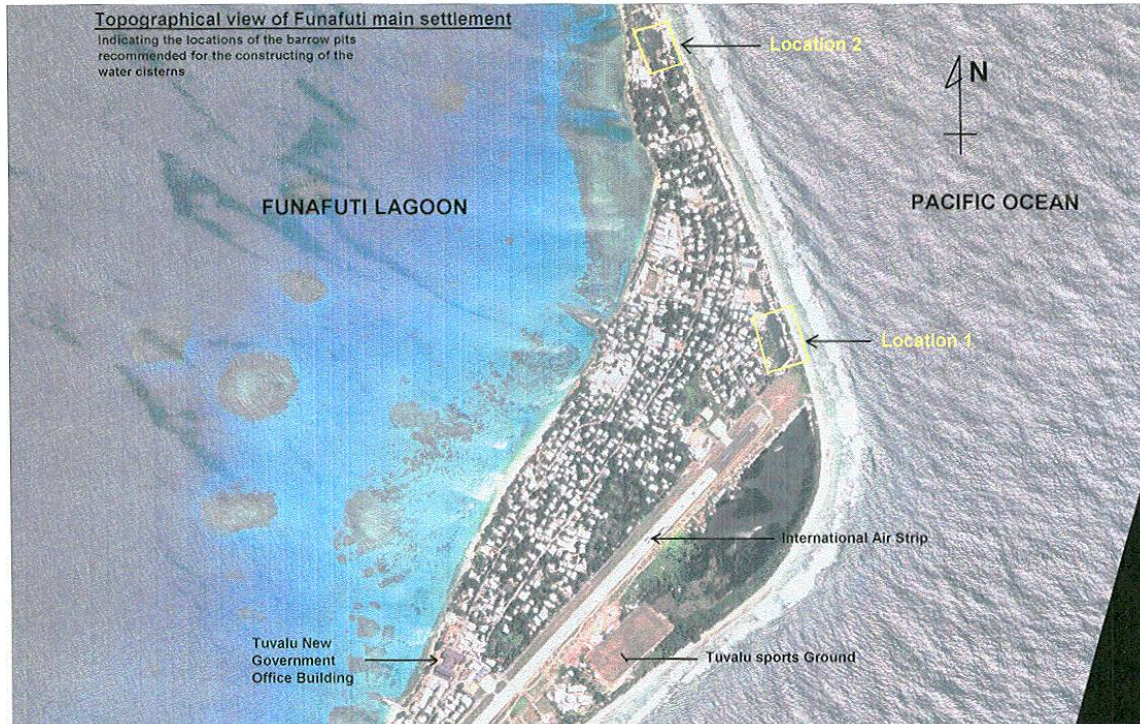 Topographical view of Funafuti main settlement
Indicating the locations of the barrow pits
recommended for the constructing of the
water cisterns
Location 2
N
FUNAFUTI LAGOON
PACIFIC OCEAN
Location 1
International Air Strip
Tuvalu New
Government
Office Building
Tuvalu sports Ground